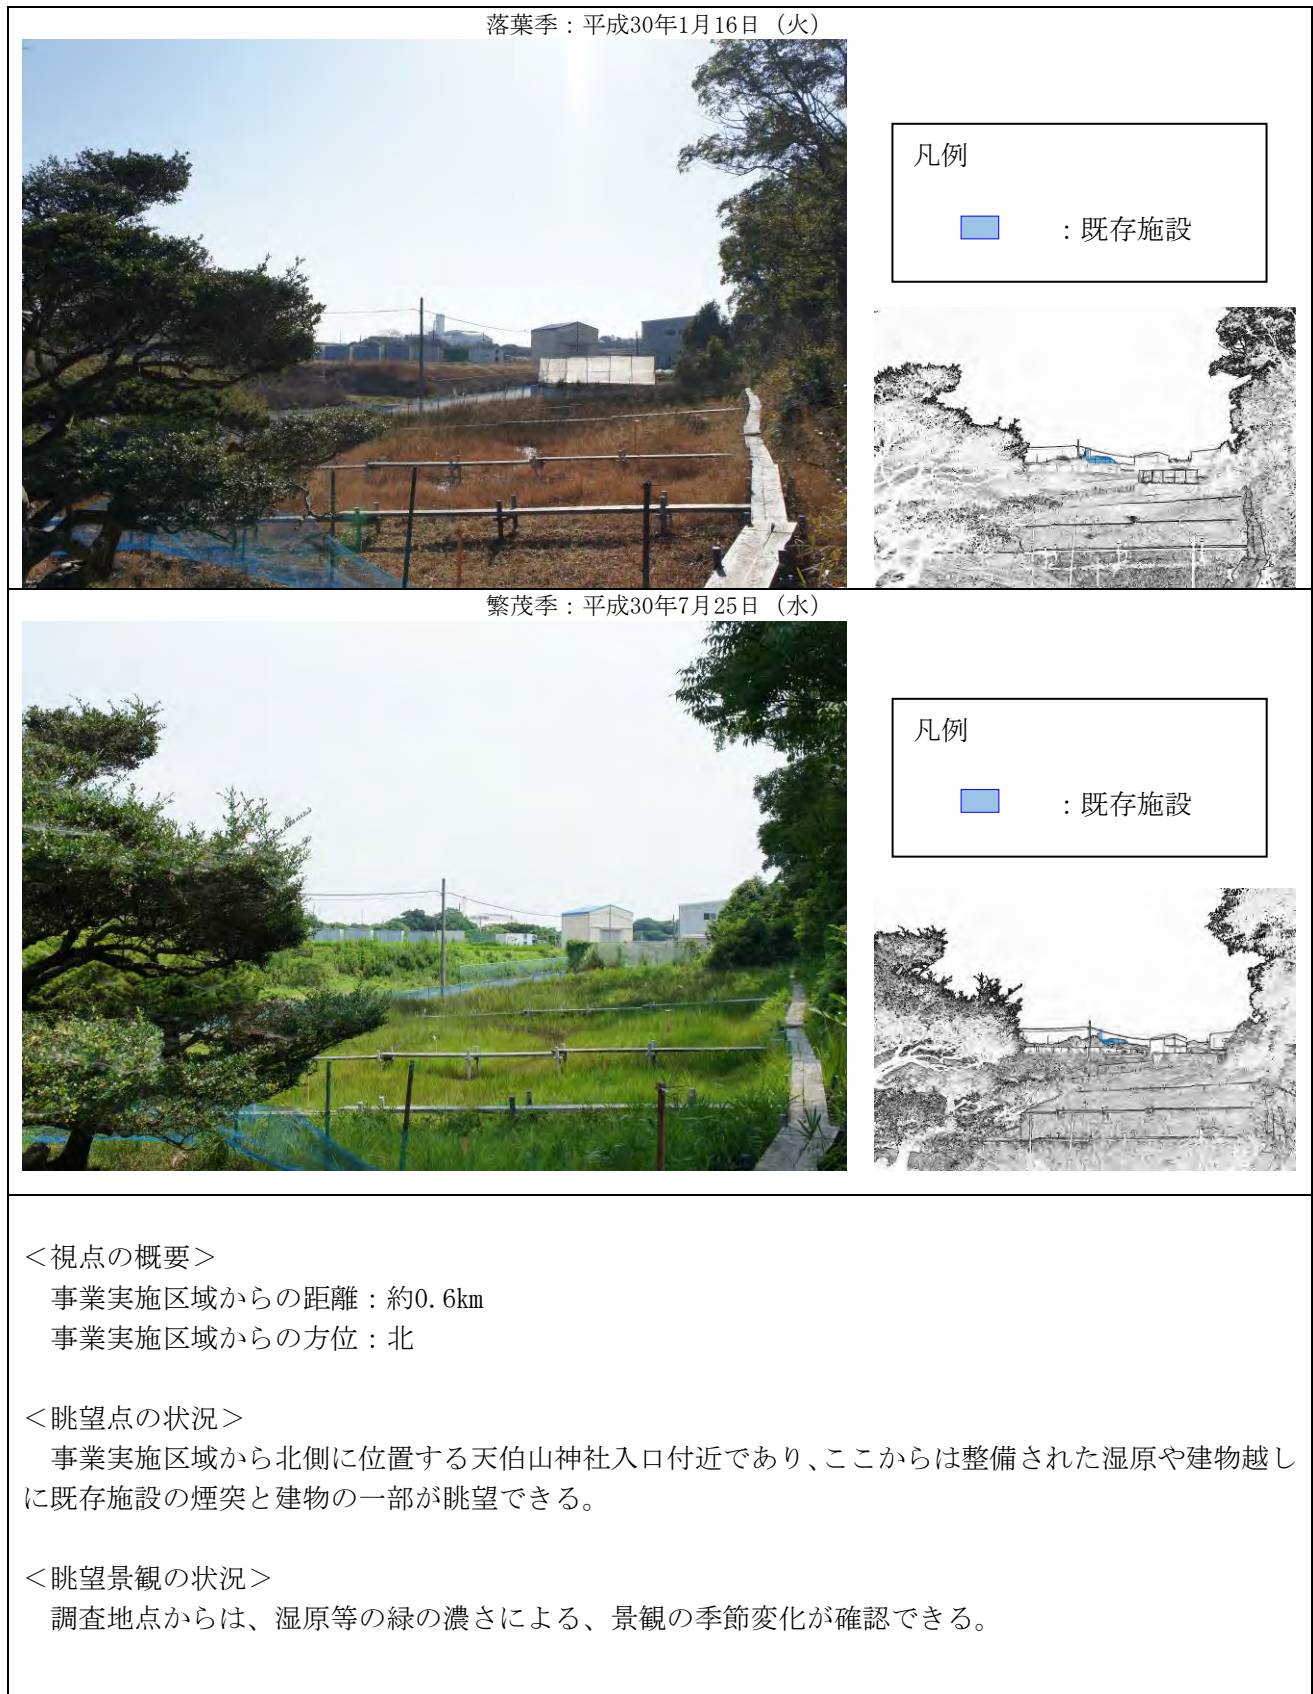 落葉季：平成30年1月16日（火）
凡例
：既存施設
繁茂季：平成30年7月25日（水）
凡例
：既存施設
＜視点の概要＞
事業実施区域からの距離：約0.6km
事業実施区域からの方位：北
＜眺望点の状況＞
事業実施区域から北側に位置する天伯山神社入口付近であり、ここからは整備された湿原や建物越し
に既存施設の煙突と建物の一部が眺望できる。
＜眺望景観の状況＞
調査地点からは、湿原等の緑の濃さによる、景観の季節変化が確認できる。